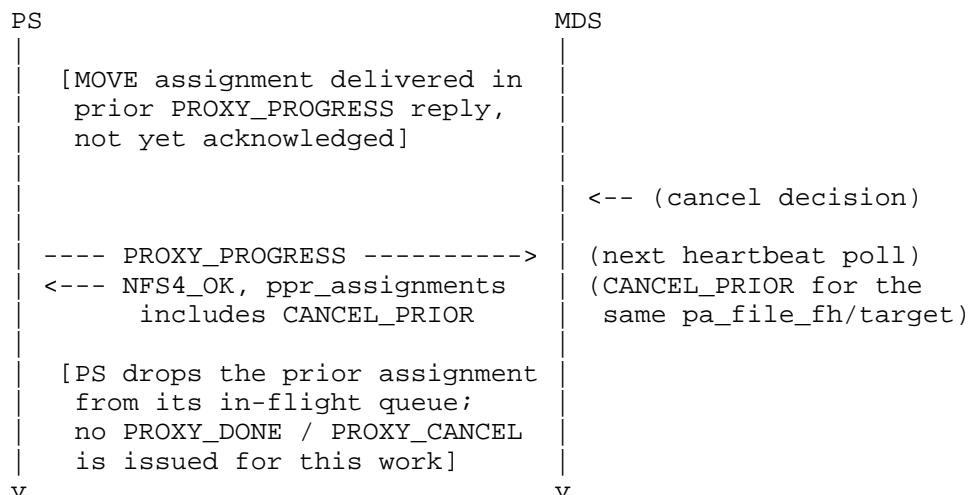 PS MDS
[MOVE assignment delivered in
prior PROXY_PROGRESS reply,
not yet acknowledged]
<-- (cancel decision)
---- PROXY_PROGRESS ----------> (next heartbeat poll)
<--- NFS4_OK, ppr_assignments (CANCEL_PRIOR for the
includes CANCEL_PRIOR same pa_file_fh/target)
[PS drops the prior assignment
from its in-flight queue;
no PROXY_DONE / PROXY_CANCEL
is issued for this work]
V V